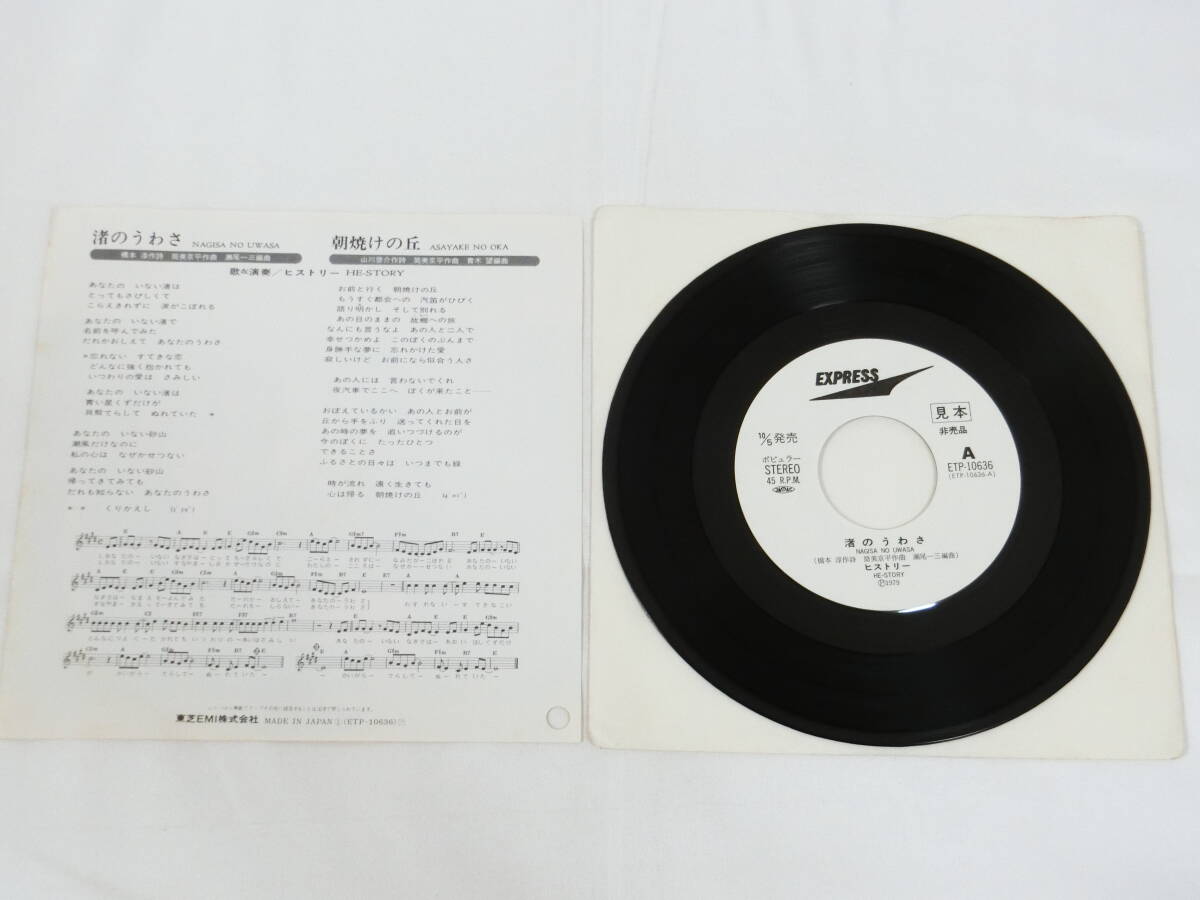 渚のうわさ NAGISA NO UWASA
橋本 淳作詩 筒美京平作曲 瀬尾一三編曲
朝焼けの丘 ASAYAKE NO OKA
山川啓介作詩 筒美京平作曲 青木 望編曲
歌&演奏/ヒストリー HE-STORY
あなたの いない渚は
とってもさびしくて
こらえきれずに 涙がこぼれる
あなたの いない渚で
名前を呼んでみた
だれかおしえて あなたのうわさ
*忘れない すてきな恋
どんなに強く抱かれても
いつわりの愛は さみしい
あなたの いない渚は
青い星くずだけが
貝殻てらして ぬれていた *
あなたの いない砂山
潮風だけなのに
私の心は なぜかせつない
あなたの いない砂山
帰ってきてみても
だれも知らない あなたのうわさ
* * くりかえし
お前と行く 朝焼けの丘
もうすぐ都会への 汽笛がひびく
語り明かし そして別れる
あの日のままの 故郷への旅
なんにも言うなよ あの人と二人で
幸せつかめよ このぼくのぶんまで
身勝手な夢に 忘れかけた愛
寂しいけど お前になら似合う人さ
あの人には 言わないでくれ
夜汽車でここへ ぼくが来たこと——
おぼえているかい あの人とお前が
丘から手をふり 送ってくれた日を
あの時の夢を 追いつづけるのが
今のぼくに たったひとつ
できることさ
ふるさとの日々は いつまでも緑
時が流れ 遠く生きても
心は帰る 朝焼けの丘
東芝EMI株式会社 MADE IN JAPAN (ETP-10636)
EXPRESS
見本
非売品
10/5発売
A
ポピュラー
STEREO
45 R.P.M.
ETP-10636
(ETP-10636-A)
渚のうわさ
NAGISA NO UWASA
(橋本 淳作詩 筒美京平作曲 瀬尾一三編曲)
ヒストリー
HE-STORY
Ⓟ1979